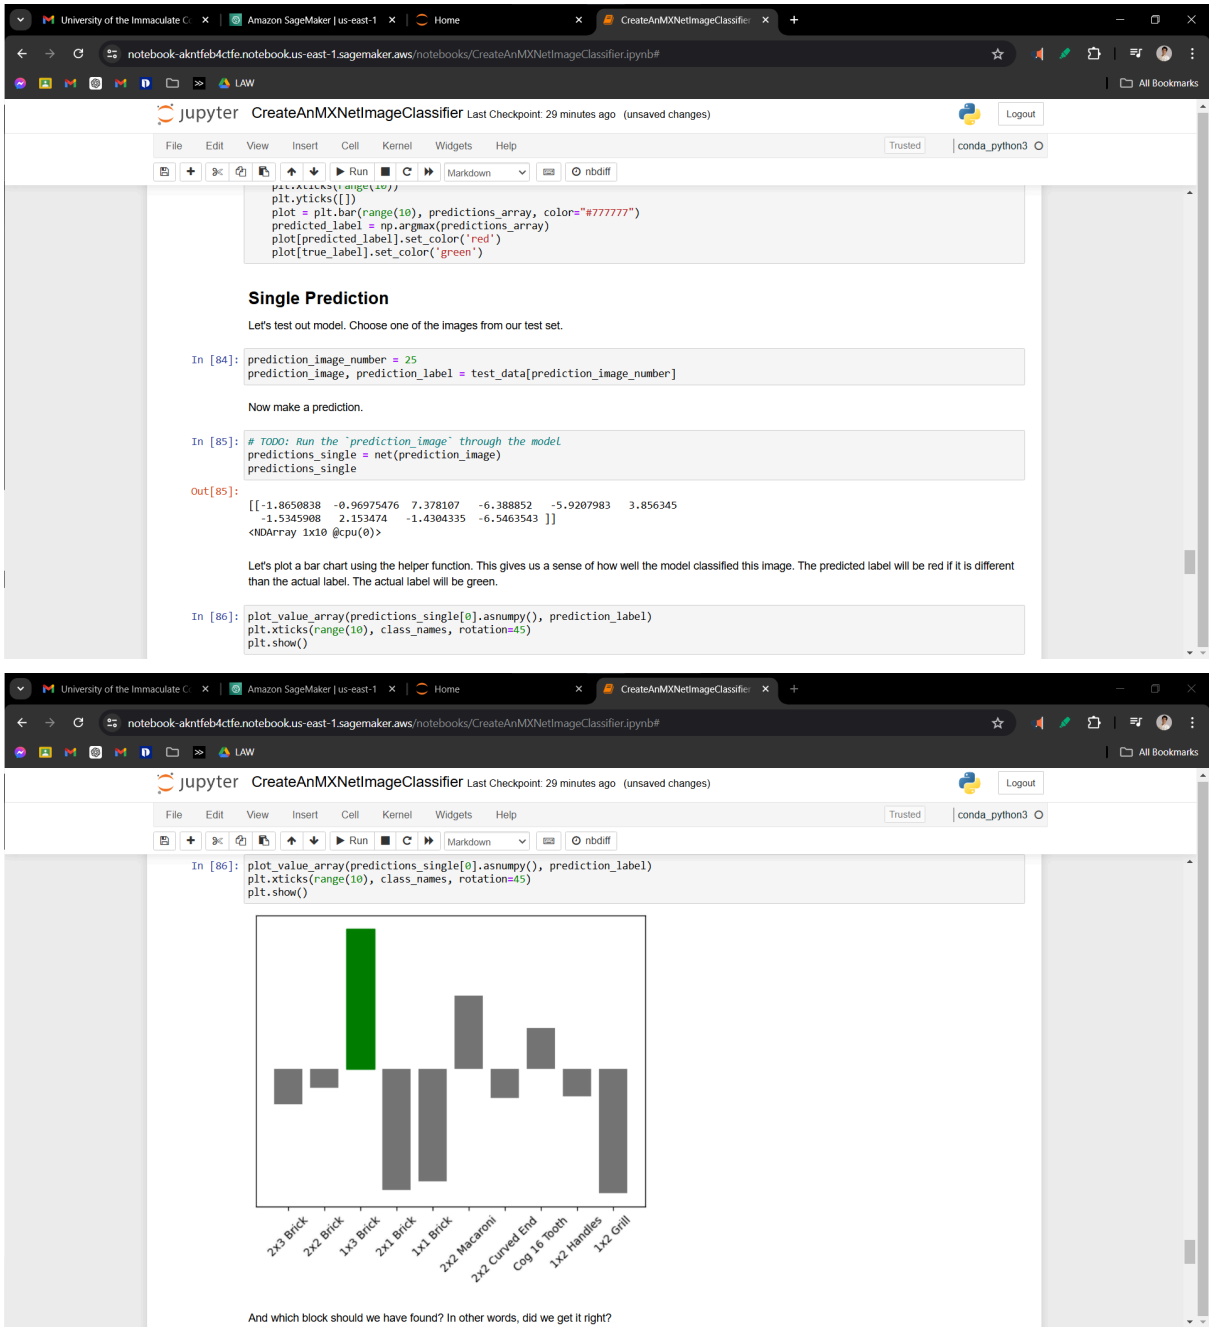 University of the Immaculate C
Amazon SageMaker | us-east-1
Home
CreateAnMXNetImageClassifier
notebook-akntfeb4ctfe.notebook.us-east-1.sagemaker.aws/notebooks/CreateAnMXNetImageClassifier.ipynb#
LAW
All Bookmarks
jupyter CreateAnMXNetImageClassifier Last Checkpoint: 29 minutes ago (unsaved changes)
Logout
File Edit View Insert Cell Kernel Widgets Help
Trusted
conda_python3
Run
Markdown
nbdiff
plt.xticks(range(10))
plt.yticks([])
plot = plt.bar(range(10), predictions_array, color="#777777")
predicted_label = np.argmax(predictions_array)
plot[predicted_label].set_color('red')
plot[true_label].set_color('green')
Single Prediction
Let's test out model. Choose one of the images from our test set.
In [84]: prediction_image_number = 25
prediction_image, prediction_label = test_data[prediction_image_number]
Now make a prediction.
In [85]: # TODO: Run the `prediction_image` through the model
predictions_single = net(prediction_image)
predictions_single
Out[85]:
[[-1.8650838 -0.96975476 7.378107 -6.388852 -5.9207983 3.856345
-1.5345908 2.153474 -1.4304335 -6.5463543 ]]
<NDArray 1x10 @cpu(0)>
Let's plot a bar chart using the helper function. This gives us a sense of how well the model classified this image. The predicted label will be red if it is different
than the actual label. The actual label will be green.
In [86]: plot_value_array(predictions_single[0].asnumpy(), prediction_label)
plt.xticks(range(10), class_names, rotation=45)
plt.show()
University of the Immaculate C
Amazon SageMaker | us-east-1
Home
CreateAnMXNetImageClassifier
notebook-akntfeb4ctfe.notebook.us-east-1.sagemaker.aws/notebooks/CreateAnMXNetImageClassifier.ipynb#
LAW
All Bookmarks
jupyter CreateAnMXNetImageClassifier Last Checkpoint: 29 minutes ago (unsaved changes)
Logout
File Edit View Insert Cell Kernel Widgets Help
Trusted
conda_python3
Run
Markdown
nbdiff
In [86]: plot_value_array(predictions_single[0].asnumpy(), prediction_label)
plt.xticks(range(10), class_names, rotation=45)
plt.show()
2x3 Brick
2x2 Brick
1x3 Brick
2x1 Brick
1x1 Brick
2x2 Macaroni
2x2 Curved End
Cog 16 Tooth
1x2 Handles
1x2 Grill
And which block should we have found? In other words, did we get it right?